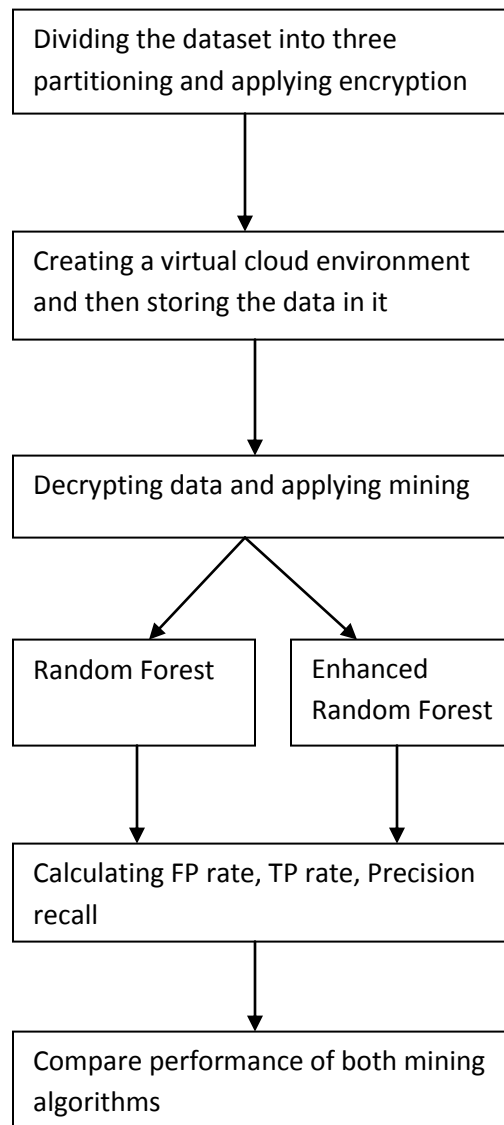 Dividing the dataset into three
partitioning and applying encryption
Creating a virtual cloud environment
and then storing the data in it
Decrypting data and applying mining
Random Forest
Enhanced
Random Forest
Calculating FP rate, TP rate, Precision
recall
Compare performance of both mining
algorithms